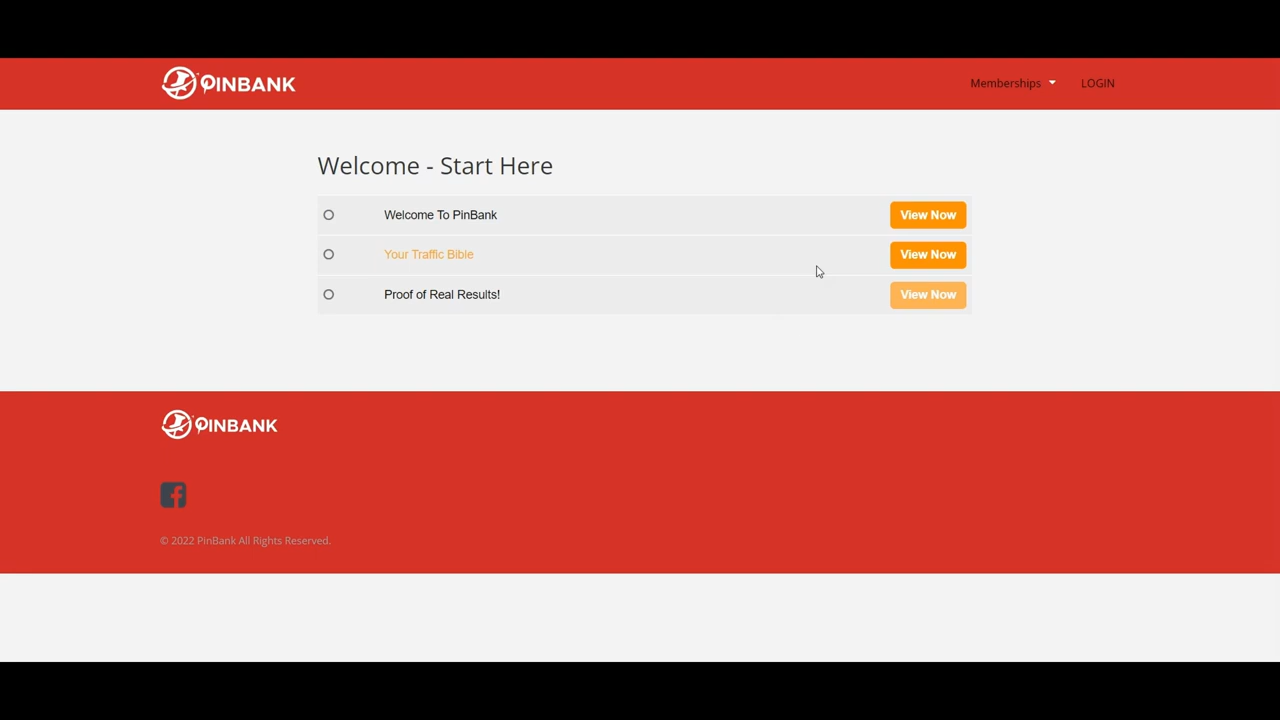 PINBANK
Memberships LOGIN
Welcome - Start Here
Welcome To PinBank View Now
Your Traffic Bible View Now
Proof of Real Results! View Now
PINBANK
© 2022 PinBank All Rights Reserved.